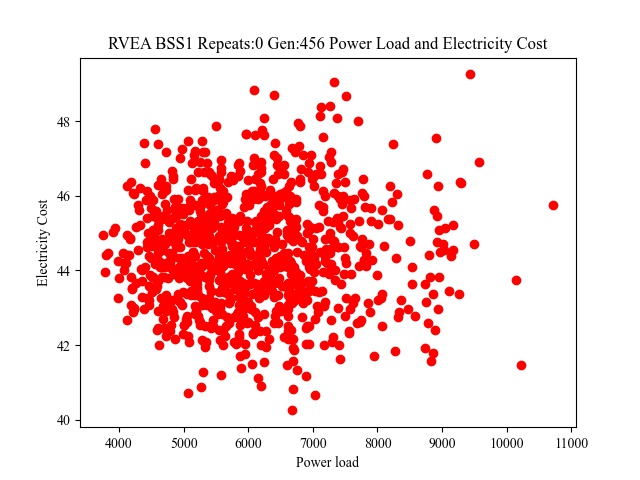 RVEA BSS1 Repeats:0 Gen:456 Power Load and Electricity Cost
Electricity Cost
48
46
44
42
40
4000 5000 6000 7000 8000 9000 10000 11000
Power load